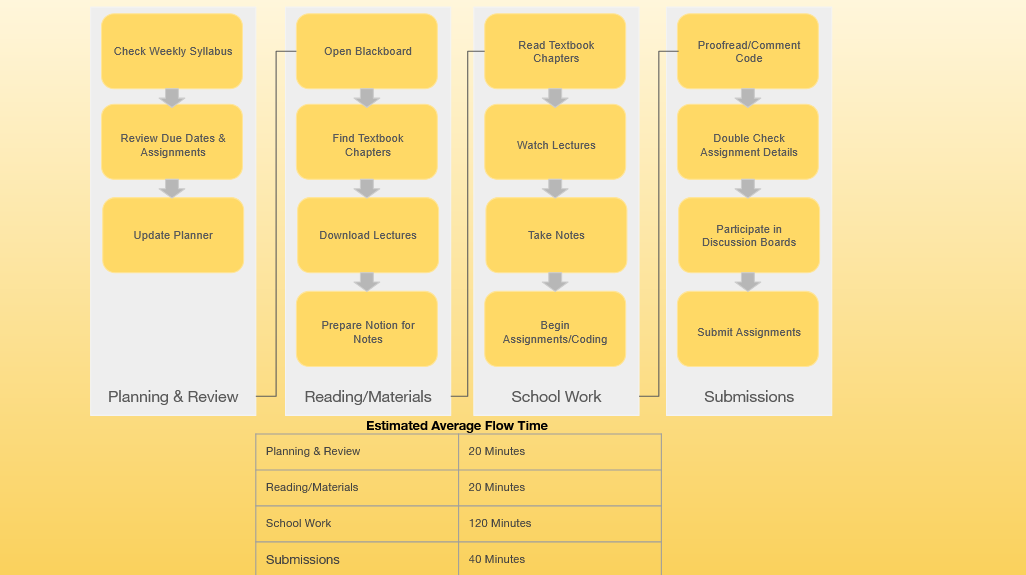 Check Weekly Syllabus
Review Due Dates &
Assignments
Update Planner
Planning & Review
Open Blackboard
Find Textbook
Chapters
Download Lectures
Prepare Notion for
Notes
Reading/Materials
Read Textbook
Chapters
Watch Lectures
Take Notes
Begin
Assignments/Coding
School Work
Proofread/Comment
Code
Double Check
Assignment Details
Participate in
Discussion Boards
Submit Assignments
Submissions
Estimated Average Flow Time
Planning & Review 20 Minutes
Reading/Materials 20 Minutes
School Work 120 Minutes
Submissions 40 Minutes